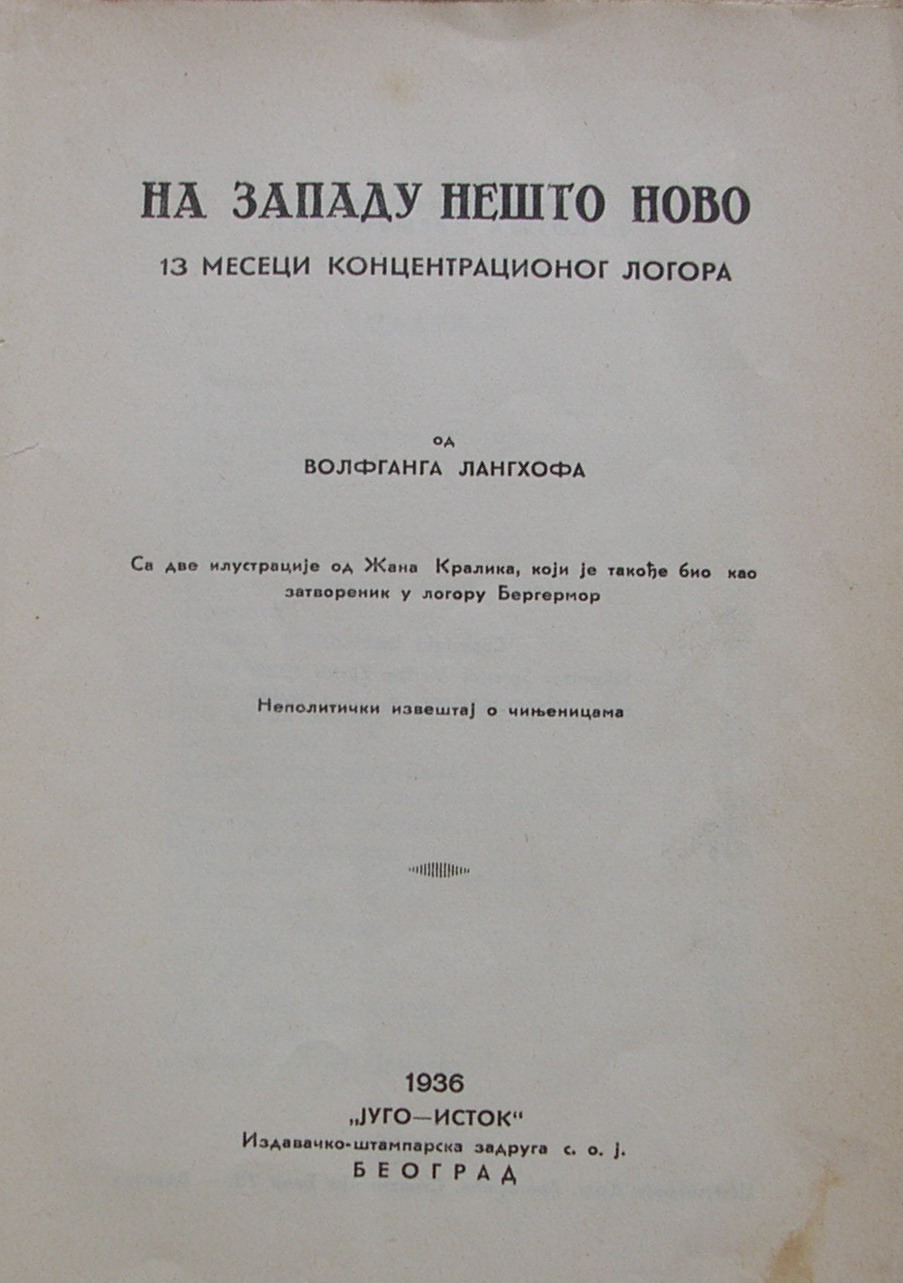 НА ЗАПАДУ НЕШТО НОВО
13 МЕСЕЦИ КОНЦЕНТРАЦИОНОГ ЛОГОРА
ОД
ВОЛФГАНГА ЛАНГХОФА
Са две илустрације од Жана Кралика, који је такође био као
затвореник у логору Бергермор
Неполитички извештај о чињеницама
1936
„ЈУГО—ИСТОК“
Издавачко-штампарска задруга с. о. ј.
БЕОГРАД